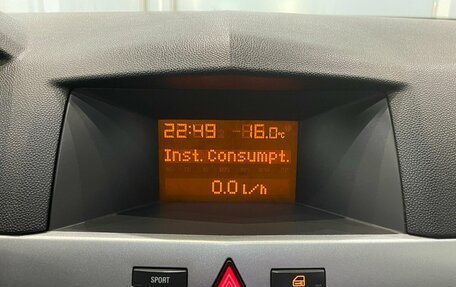 22:49 -16.0°C
Inst. Consumpt.
0.0 L/h
SPORT